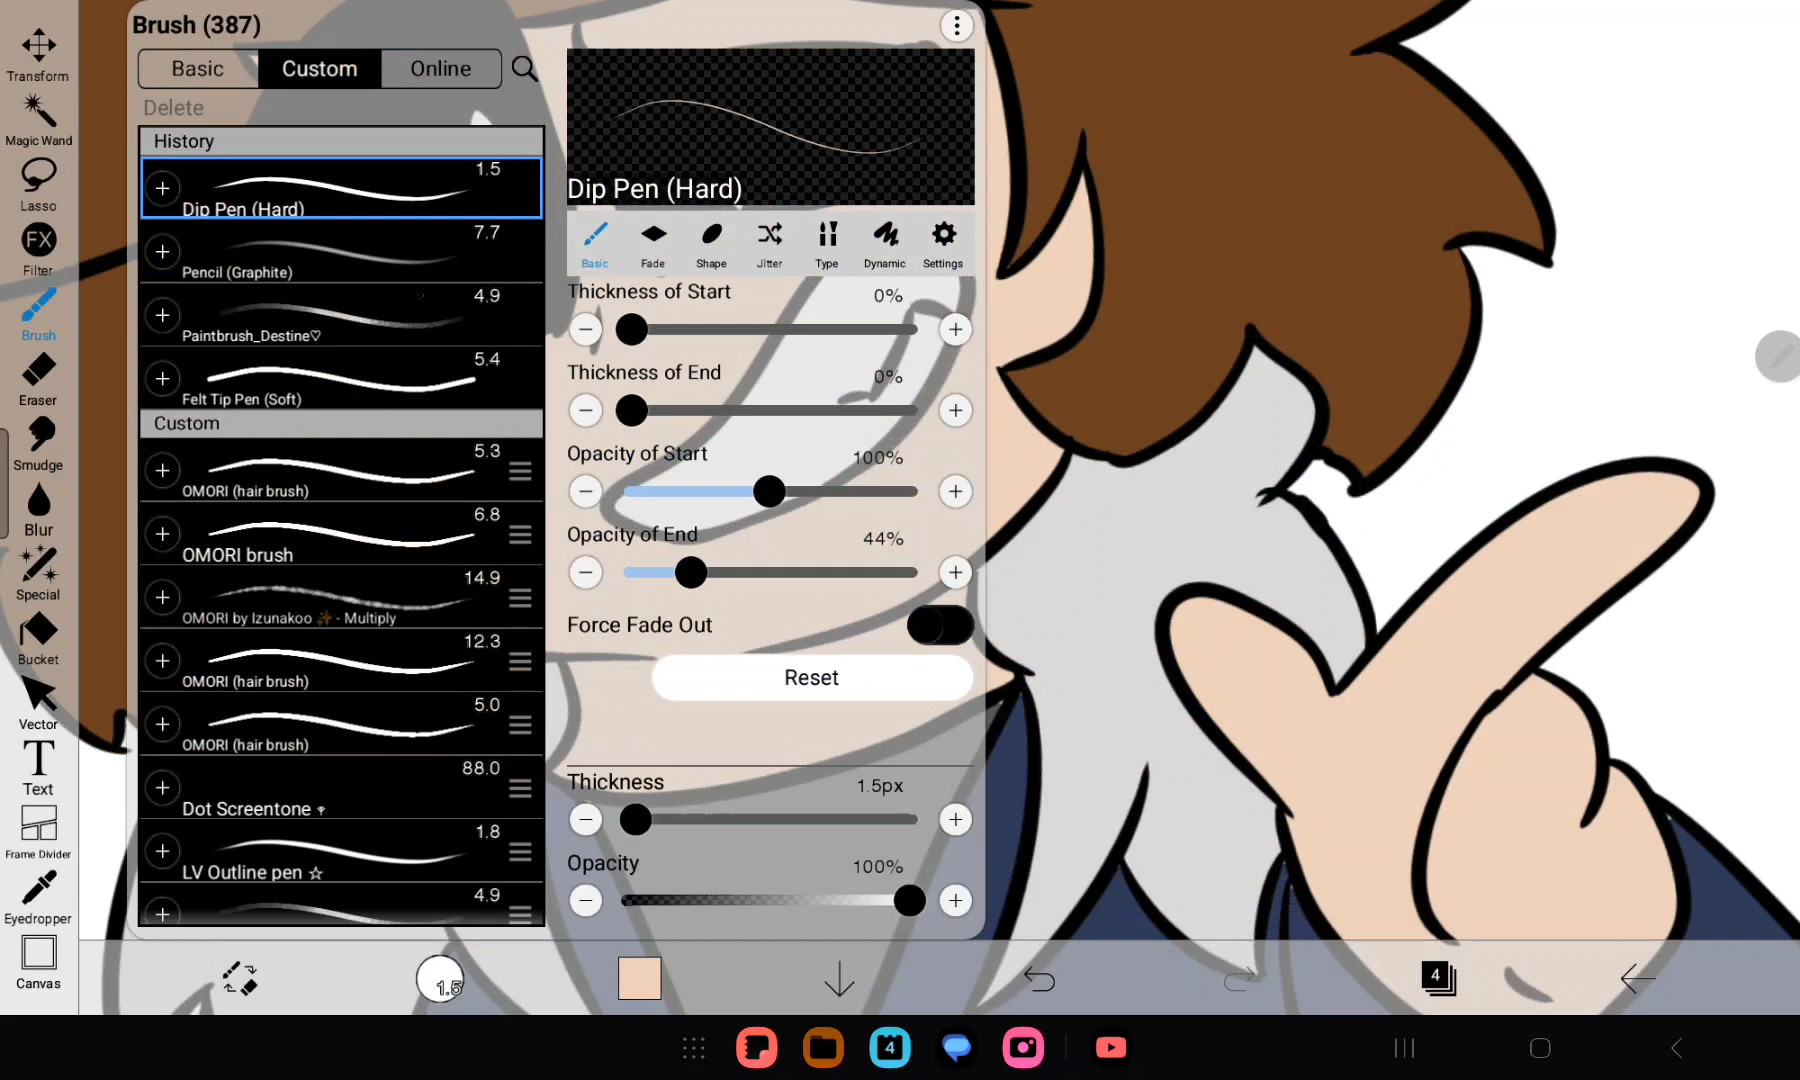 Transform
Magic Wand
Lasso
FX
Filter
Brush
Eraser
Smudge
Blur
Special
Bucket
Vector
T
Text
Frame Divider
Eyedropper
Canvas
Brush (387)
Basic
Custom
Online
Delete
History
1.5
Dip Pen (Hard)
7.7
Pencil (Graphite)
4.9
Paintbrush_Destine♡
5.4
Felt Tip Pen (Soft)
Custom
5.3
OMORI (hair brush)
6.8
OMORI brush
14.9
OMORI by Izunakoo ✨ - Multiply
12.3
OMORI (hair brush)
5.0
OMORI (hair brush)
88.0
Dot Screentone
1.8
LV Outline pen ☆
4.9
Dip Pen (Hard)
Basic
Fade
Shape
Jitter
Type
Dynamic
Settings
Thickness of Start
0%
Thickness of End
0%
Opacity of Start
100%
Opacity of End
44%
Force Fade Out
Reset
Thickness
1.5px
Opacity
100%
1.5
4
4